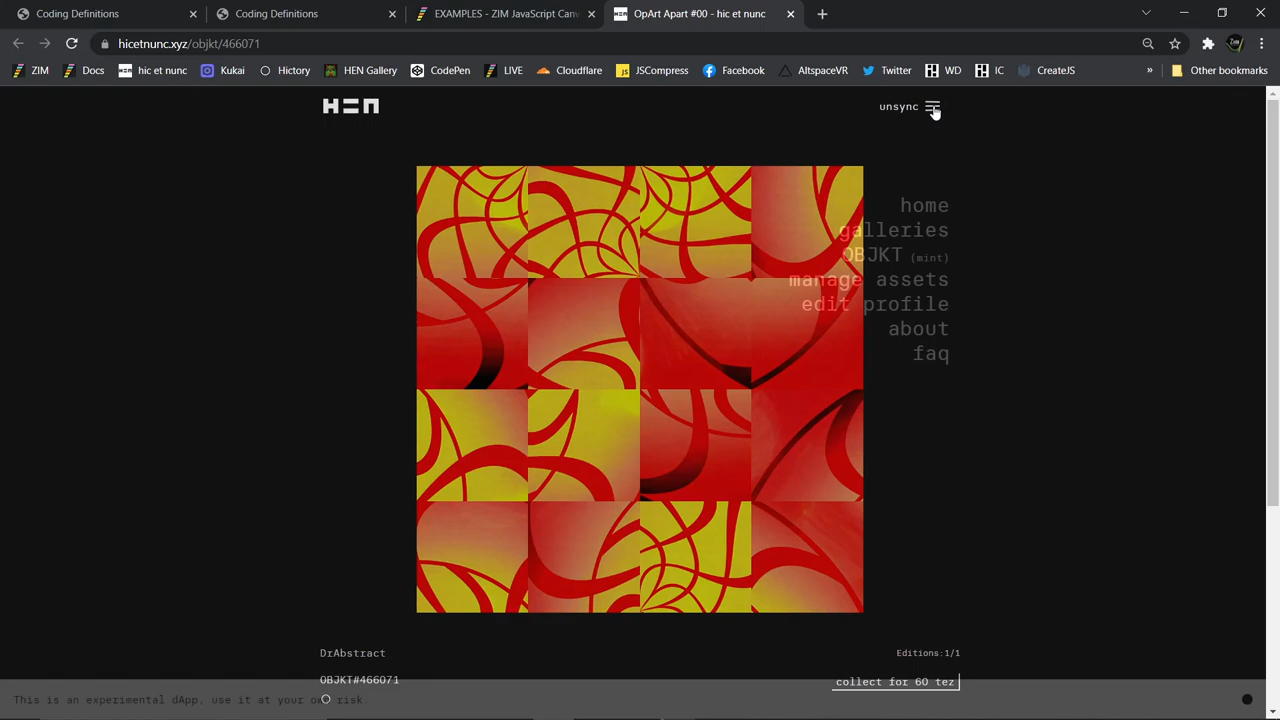 Coding Definitions
Coding Definitions
EXAMPLES - ZIM JavaScript Canv
OpArt Apart #00 - hic et nunc
hicetnunc.xyz/objkt/466071
ZIM
Docs
hic et nunc
Kukai
Hictory
HEN Gallery
CodePen
LIVE
Cloudflare
JSCompress
Facebook
AltspaceVR
Twitter
WD
IC
CreateJS
»
Other bookmarks
unsync
home
galleries
OBJKT (mint)
manage assets
edit profile
about
faq
DrAbstract
Editions:1/1
OBJKT#466071
collect for 60 tez
This is an experimental dApp, use it at your own risk.